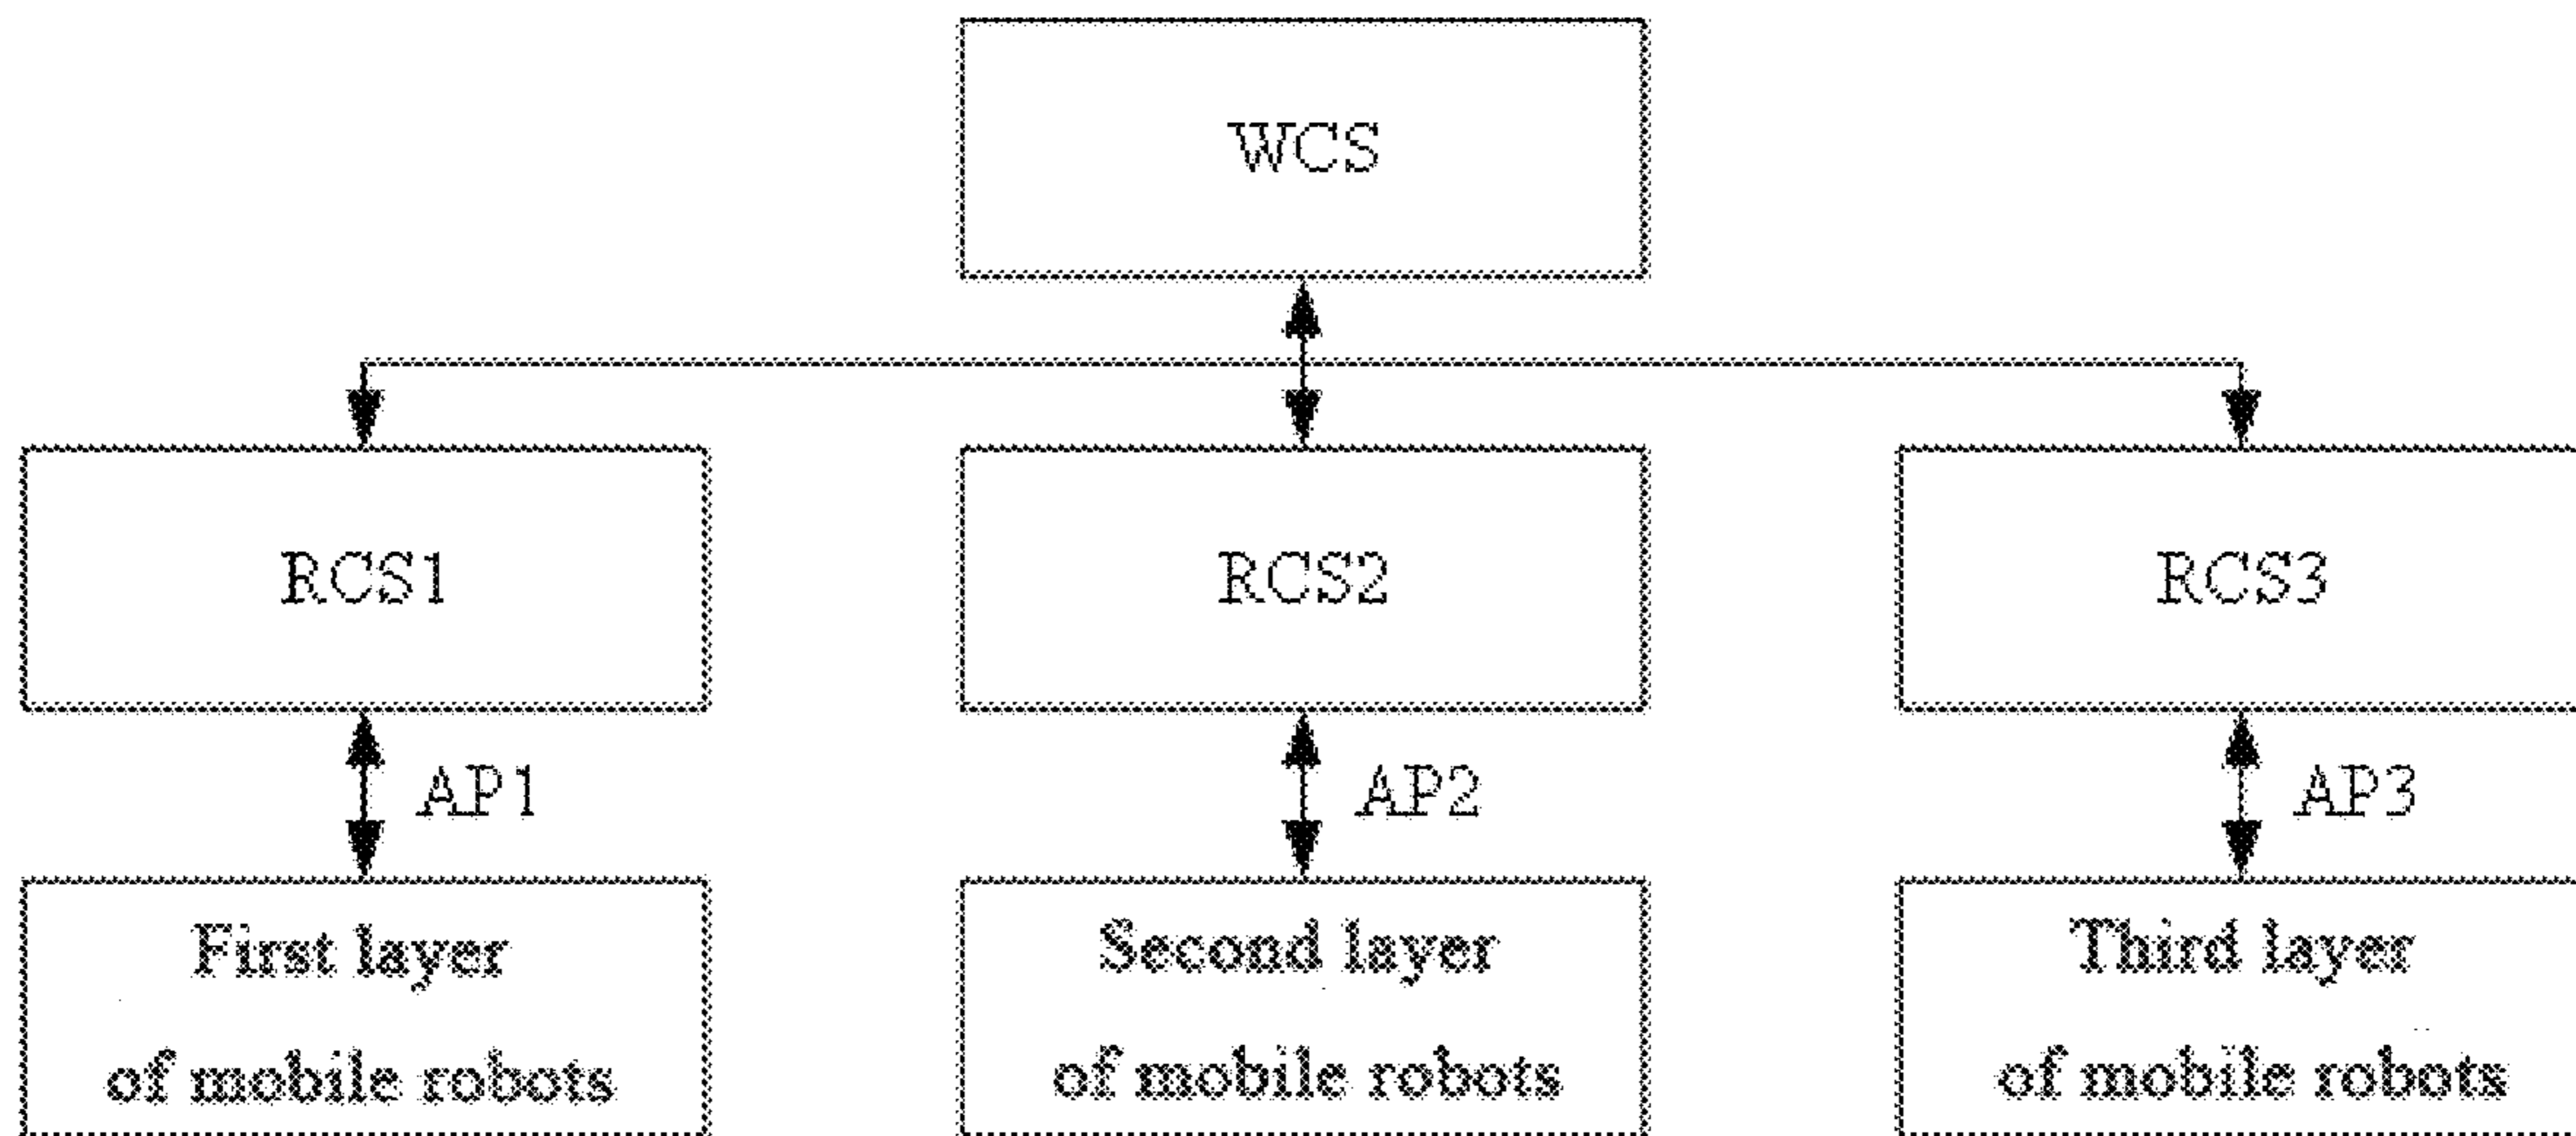 WCS
RCS1
RCS2
RCS3
AP1
AP2
AP3
First layer
of mobile robots
Second layer
of mobile robots
Third layer
of mobile robots